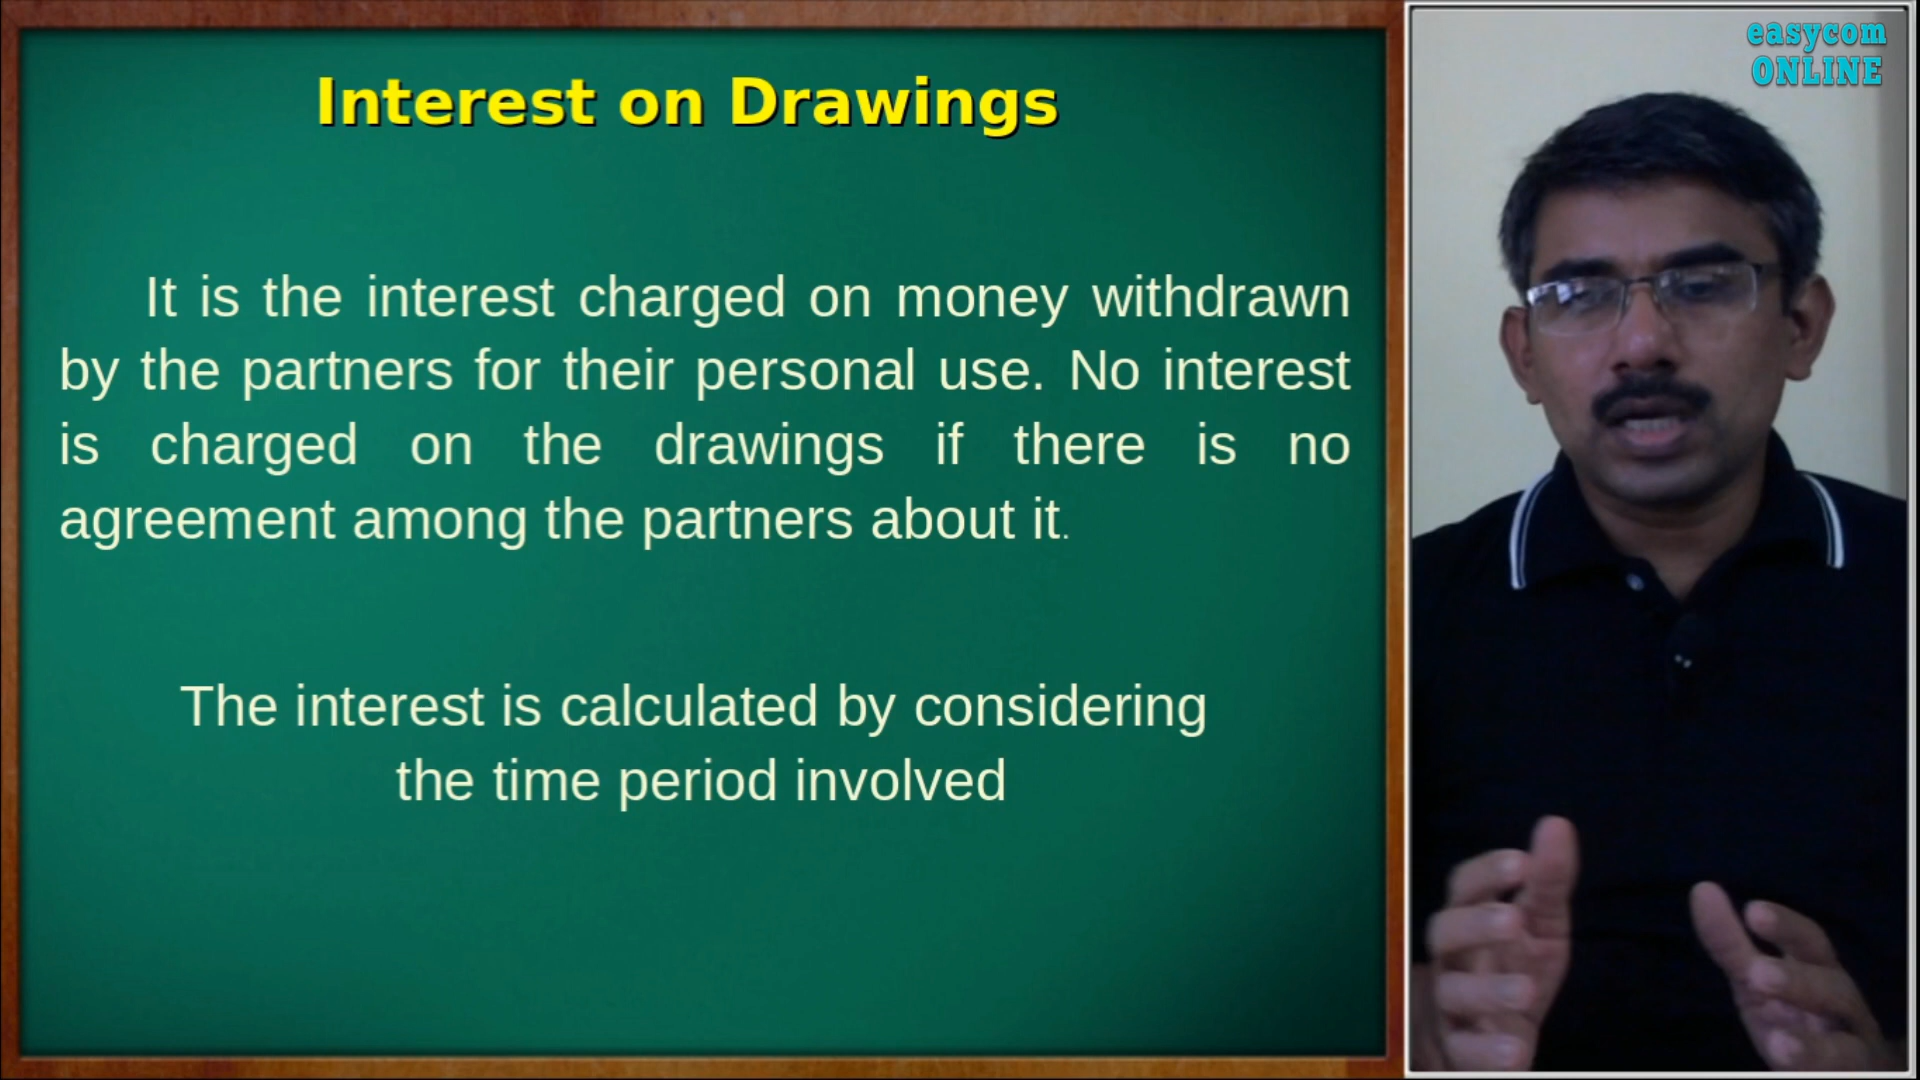 easycom
ONLINE
Interest on Drawings
It is the interest charged on money withdrawn
by the partners for their personal use. No interest
is charged on the drawings if there is no
agreement among the partners about it.
The interest is calculated by considering
the time period involved